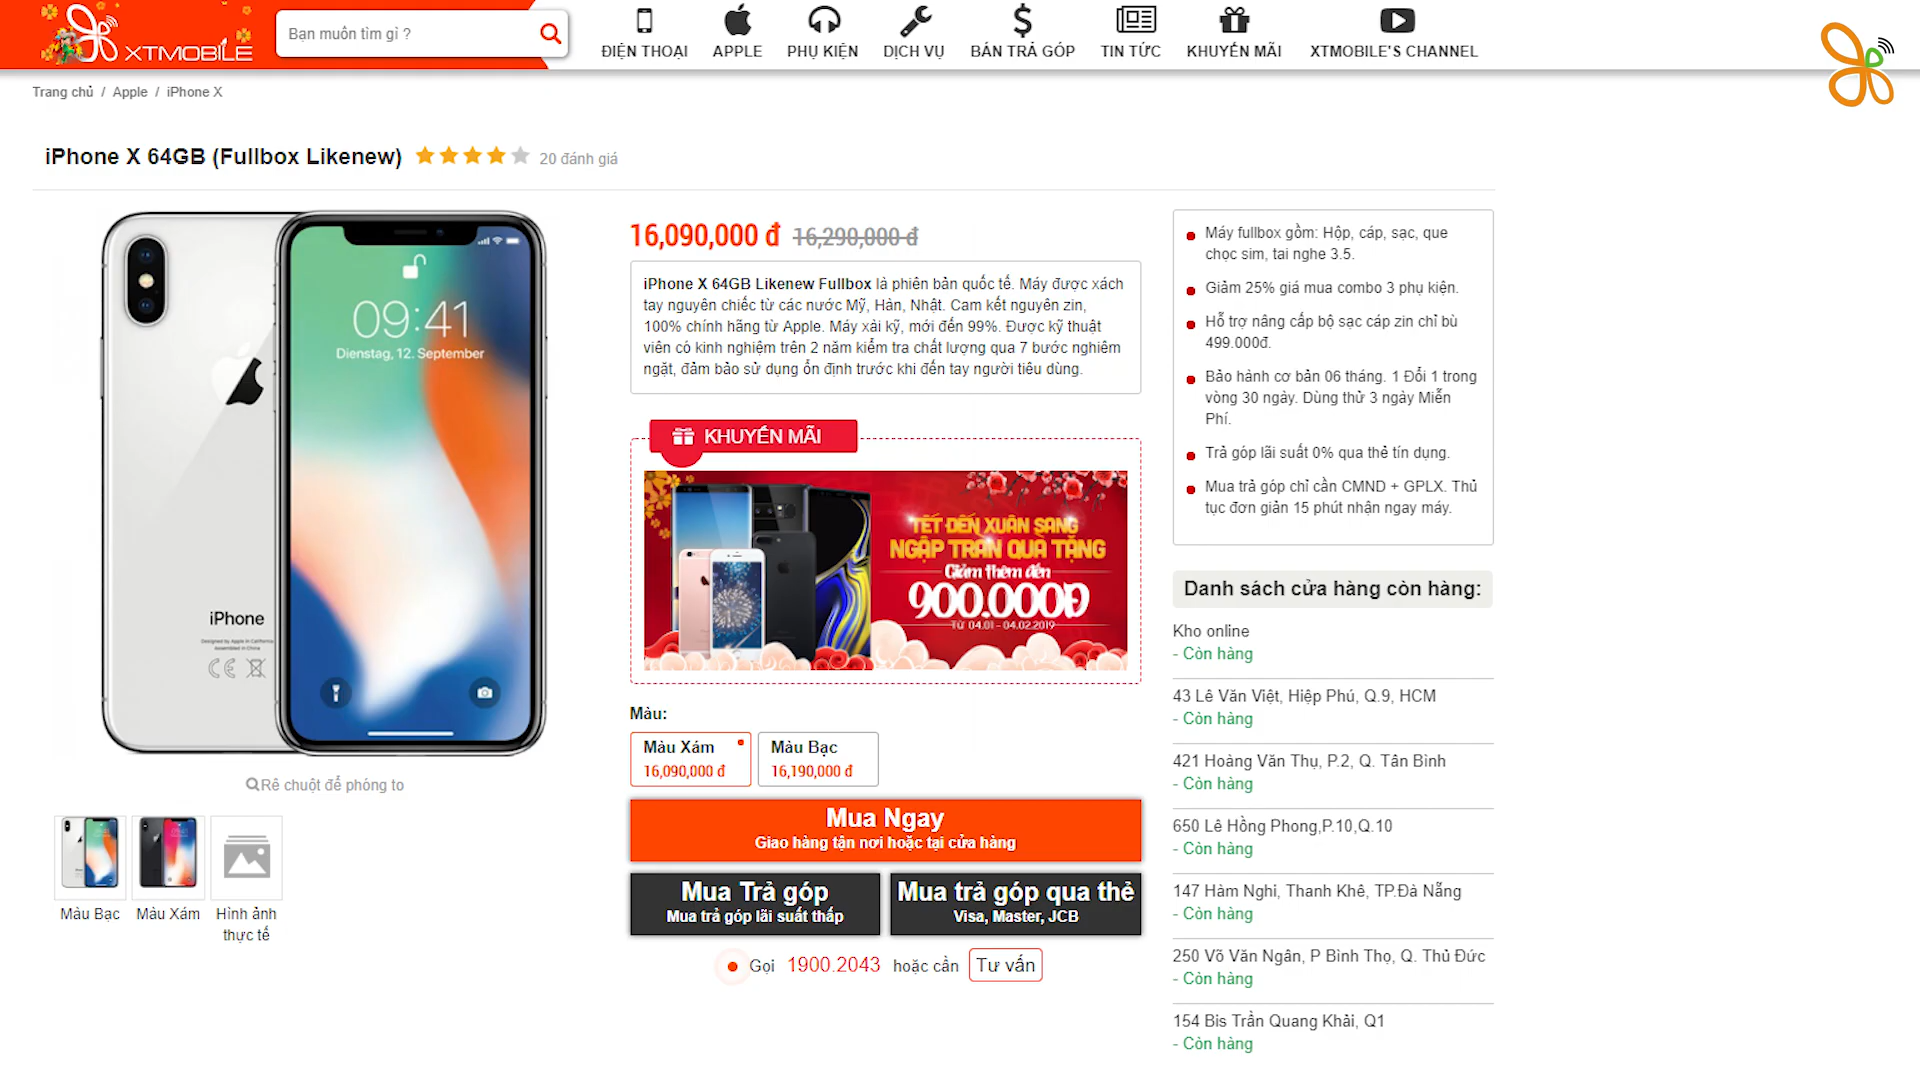 XTMOBILE
Bạn muốn tìm gì ?
ĐIỆN THOẠI
APPLE
PHỤ KIỆN
DỊCH VỤ
BÁN TRẢ GÓP
TIN TỨC
KHUYẾN MÃI
XTMOBILE'S CHANNEL
Trang chủ / Apple / iPhone X
iPhone X 64GB (Fullbox Likenew)
20 đánh giá
09:41
Dienstag, 12. September
iPhone
Designed by Apple in California
Assembled in China
Rê chuột để phóng to
Màu Bạc
Màu Xám
Hình ảnh
thực tế
16,090,000 đ 16,290,000 đ
iPhone X 64GB Likenew Fullbox là phiên bản quốc tế. Máy được xách
tay nguyên chiếc từ các nước Mỹ, Hàn, Nhật. Cam kết nguyên zin,
100% chính hãng từ Apple. Máy xài kỹ, mới đến 99%. Được kỹ thuật
viên có kinh nghiệm trên 2 năm kiểm tra chất lượng qua 7 bước nghiêm
ngặt, đảm bảo sử dụng ổn định trước khi đến tay người tiêu dùng.
KHUYẾN MÃI
TẾT ĐẾN XUÂN SANG
NGẬP TRÀN QUÀ TẶNG
Giảm thêm đến
900.000Đ
Từ 04.01 - 04.02.2019
Màu:
Màu Xám
16,090,000 đ
Màu Bạc
16,190,000 đ
Mua Ngay
Giao hàng tận nơi hoặc tại cửa hàng
Mua Trả góp
Mua trả góp lãi suất thấp
Mua trả góp qua thẻ
Visa, Master, JCB
Gọi 1900.2043 hoặc cần Tư vấn
Máy fullbox gồm: Hộp, cáp, sạc, que
chọc sim, tai nghe 3.5.
Giảm 25% giá mua combo 3 phụ kiện.
Hỗ trợ nâng cấp bộ sạc cáp zin chỉ bù
499.000đ.
Bảo hành cơ bản 06 tháng. 1 Đổi 1 trong
vòng 30 ngày. Dùng thử 3 ngày Miễn
Phí.
Trả góp lãi suất 0% qua thẻ tín dụng.
Mua trả góp chỉ cần CMND + GPLX. Thủ
tục đơn giản 15 phút nhận ngay máy.
Danh sách cửa hàng còn hàng:
Kho online
- Còn hàng
43 Lê Văn Việt, Hiệp Phú, Q.9, HCM
- Còn hàng
421 Hoàng Văn Thụ, P.2, Q. Tân Bình
- Còn hàng
650 Lê Hồng Phong,P.10,Q.10
- Còn hàng
147 Hàm Nghi, Thanh Khê, TP.Đà Nẵng
- Còn hàng
250 Võ Văn Ngân, P Bình Thọ, Q. Thủ Đức
- Còn hàng
154 Bis Trần Quang Khải, Q1
- Còn hàng